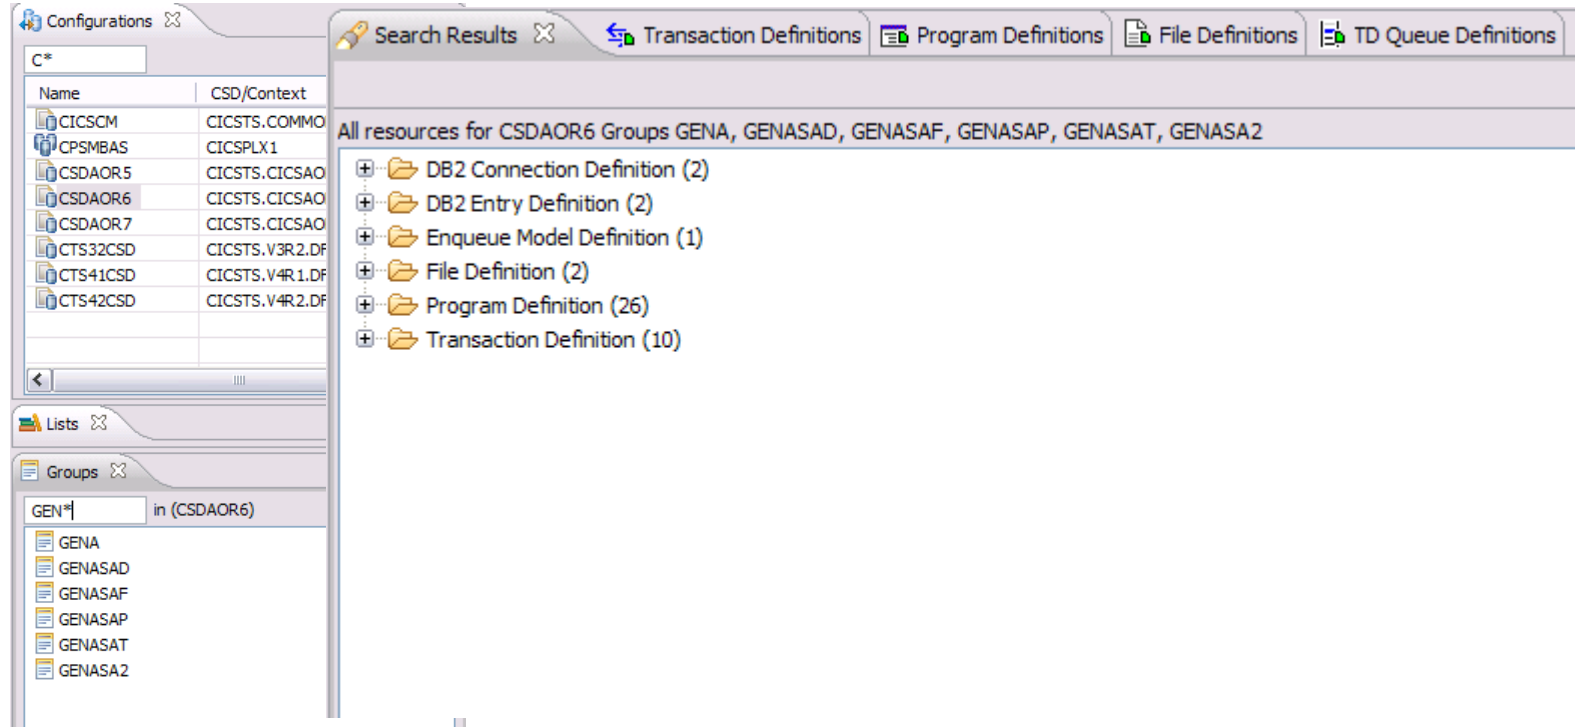 Configurations
C*
Name CSD/Context
CICSCM CICSTS.COMMO
CPSMBAS CICSPLX1
CSDAOR5 CICSTS.CICSAO
CSDAOR6 CICSTS.CICSAO
CSDAOR7 CICSTS.CICSAO
CTS32CSD CICSTS.V3R2.DF
CTS41CSD CICSTS.V4R1.DF
CTS42CSD CICSTS.V4R2.DF
Lists
Groups
GEN* in (CSDAOR6)
GENA
GENASAD
GENASAF
GENASAP
GENASAT
GENASA2
Search Results Transaction Definitions Program Definitions File Definitions TD Queue Definitions
All resources for CSDAOR6 Groups GENA, GENASAD, GENASAF, GENASAP, GENASAT, GENASA2
DB2 Connection Definition (2)
DB2 Entry Definition (2)
Enqueue Model Definition (1)
File Definition (2)
Program Definition (26)
Transaction Definition (10)